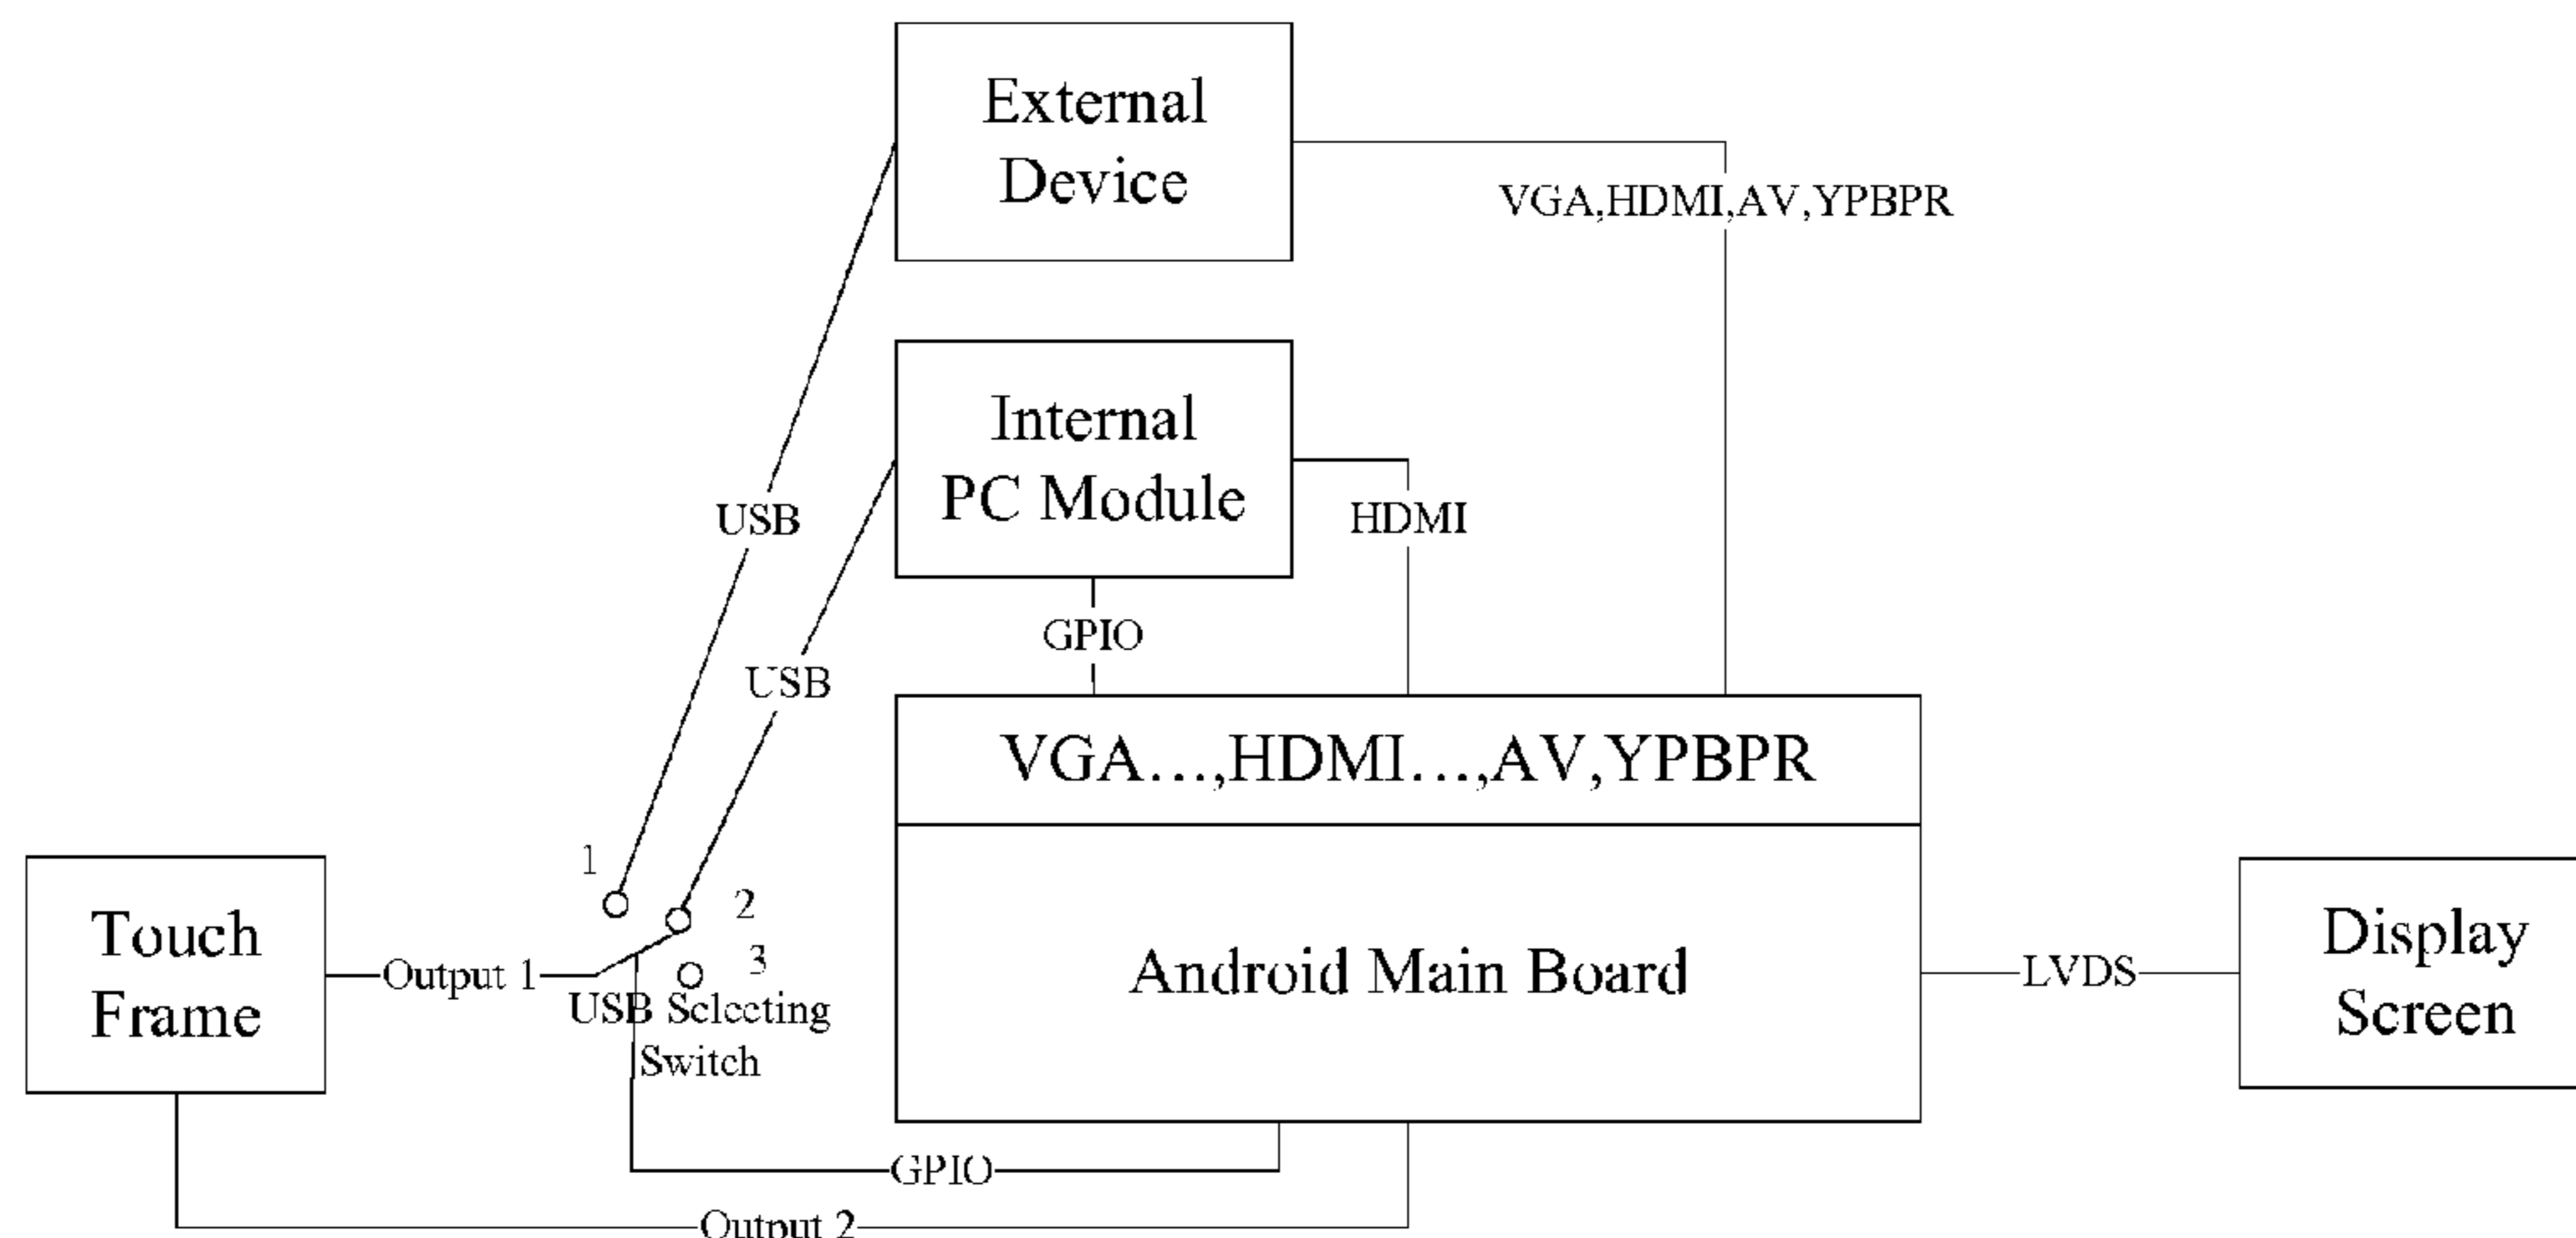 External
Device
VGA,HDMI,AV,YPBPR
Internal
PC Module
USB
HDMI
GPIO
USB
VGA...,HDMI...,AV,YPBPR
1
2
3
Touch
Frame
Output 1
USB Selecting
Switch
Android Main Board
LVDS
Display
Screen
GPIO
Output 2